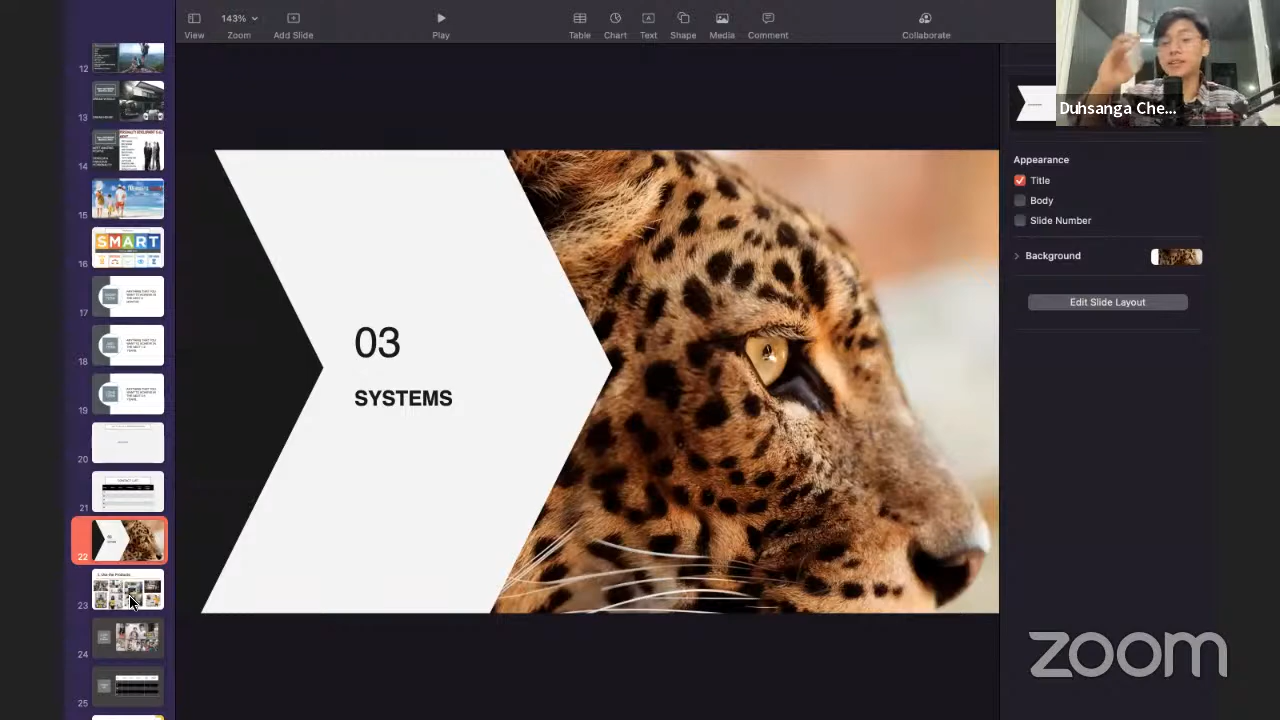 143%
View
Zoom
Add Slide
Play
Table
Chart
Text
Shape
Media
Comment
Collaborate
Duhsanga Che...
Appearance
Title
Body
Slide Number
Background
Edit Slide Layout
03
SYSTEMS
12
13
14
15
16
SMART
17
18
19
20
21
CONTACT LIST
22
23
24
25
zoom